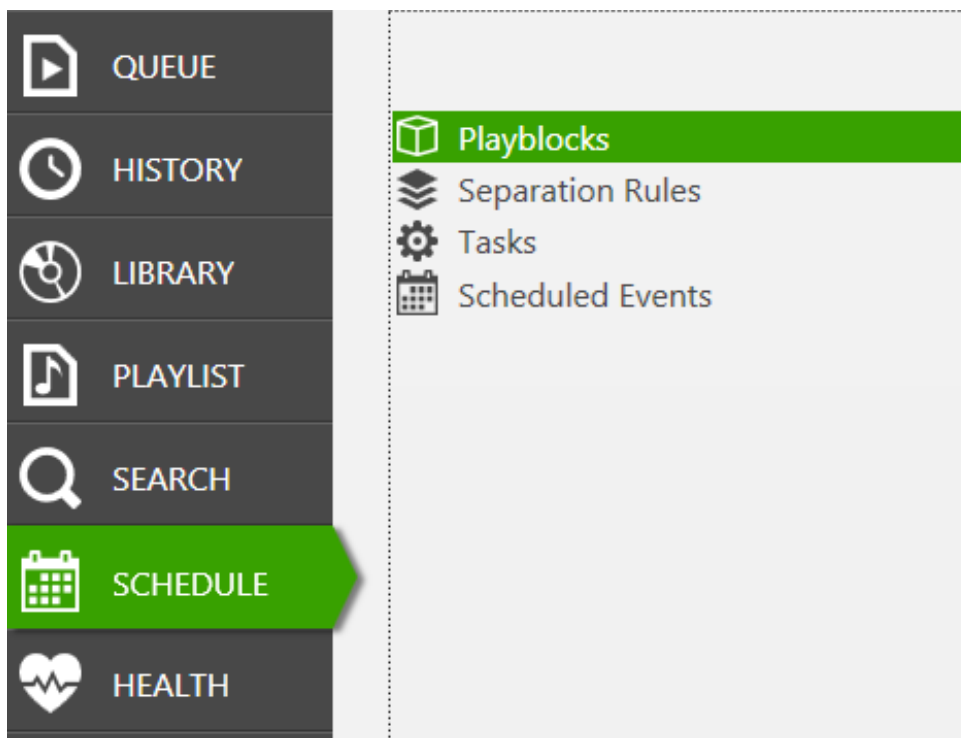 QUEUE
HISTORY
LIBRARY
PLAYLIST
SEARCH
SCHEDULE
HEALTH
Playblocks
Separation Rules
Tasks
Scheduled Events